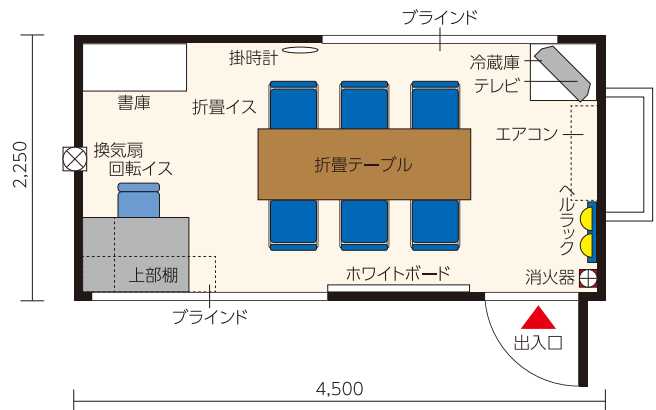 ブラインド
掛時計
冷蔵庫
テレビ
書庫
折畳イス
エアコン
2,250
換気扇
回転イス
折畳テーブル
ヘルラック
上部棚
ホワイトボード
消火器
ブラインド
出入口
4,500